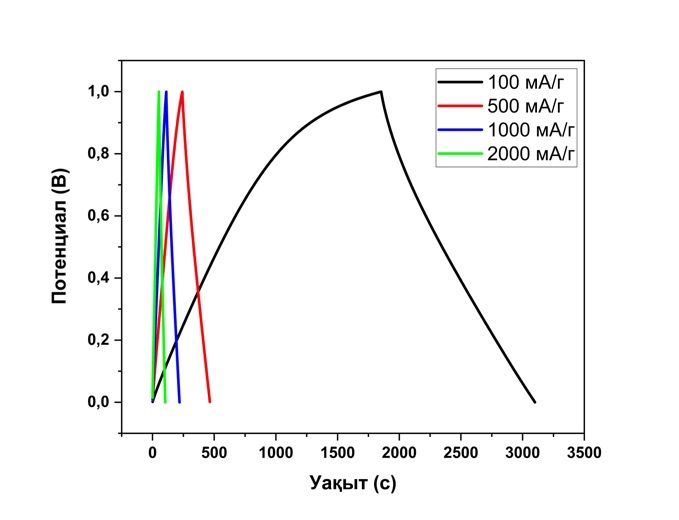 100 мА/г
500 мА/г
1000 мА/г
2000 мА/г
Потенциал (В)
1,0
0,8
0,6
0,4
0,2
0,0
0 500 1000 1500 2000 2500 3000 3500
Уақыт (с)